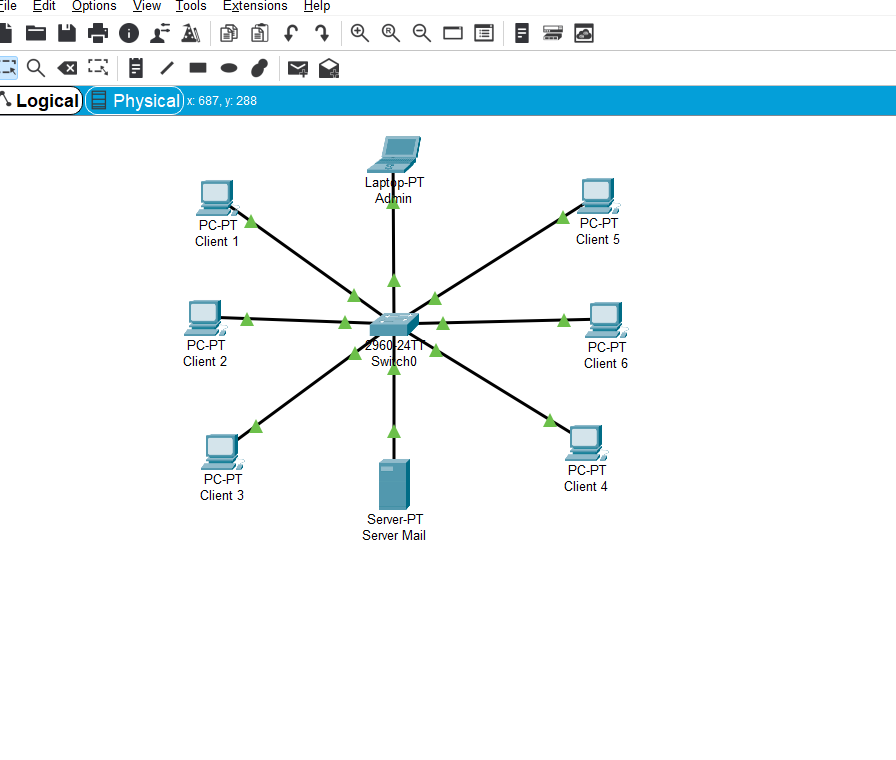 File Edit Options View Tools Extensions Help
Logical Physical x: 687, y: 288
Laptop-PT
Admin
PC-PT
Client 1
PC-PT
Client 5
PC-PT
Client 2
2960-24TT
Switch0
PC-PT
Client 6
PC-PT
Client 3
PC-PT
Client 4
Server-PT
Server Mail